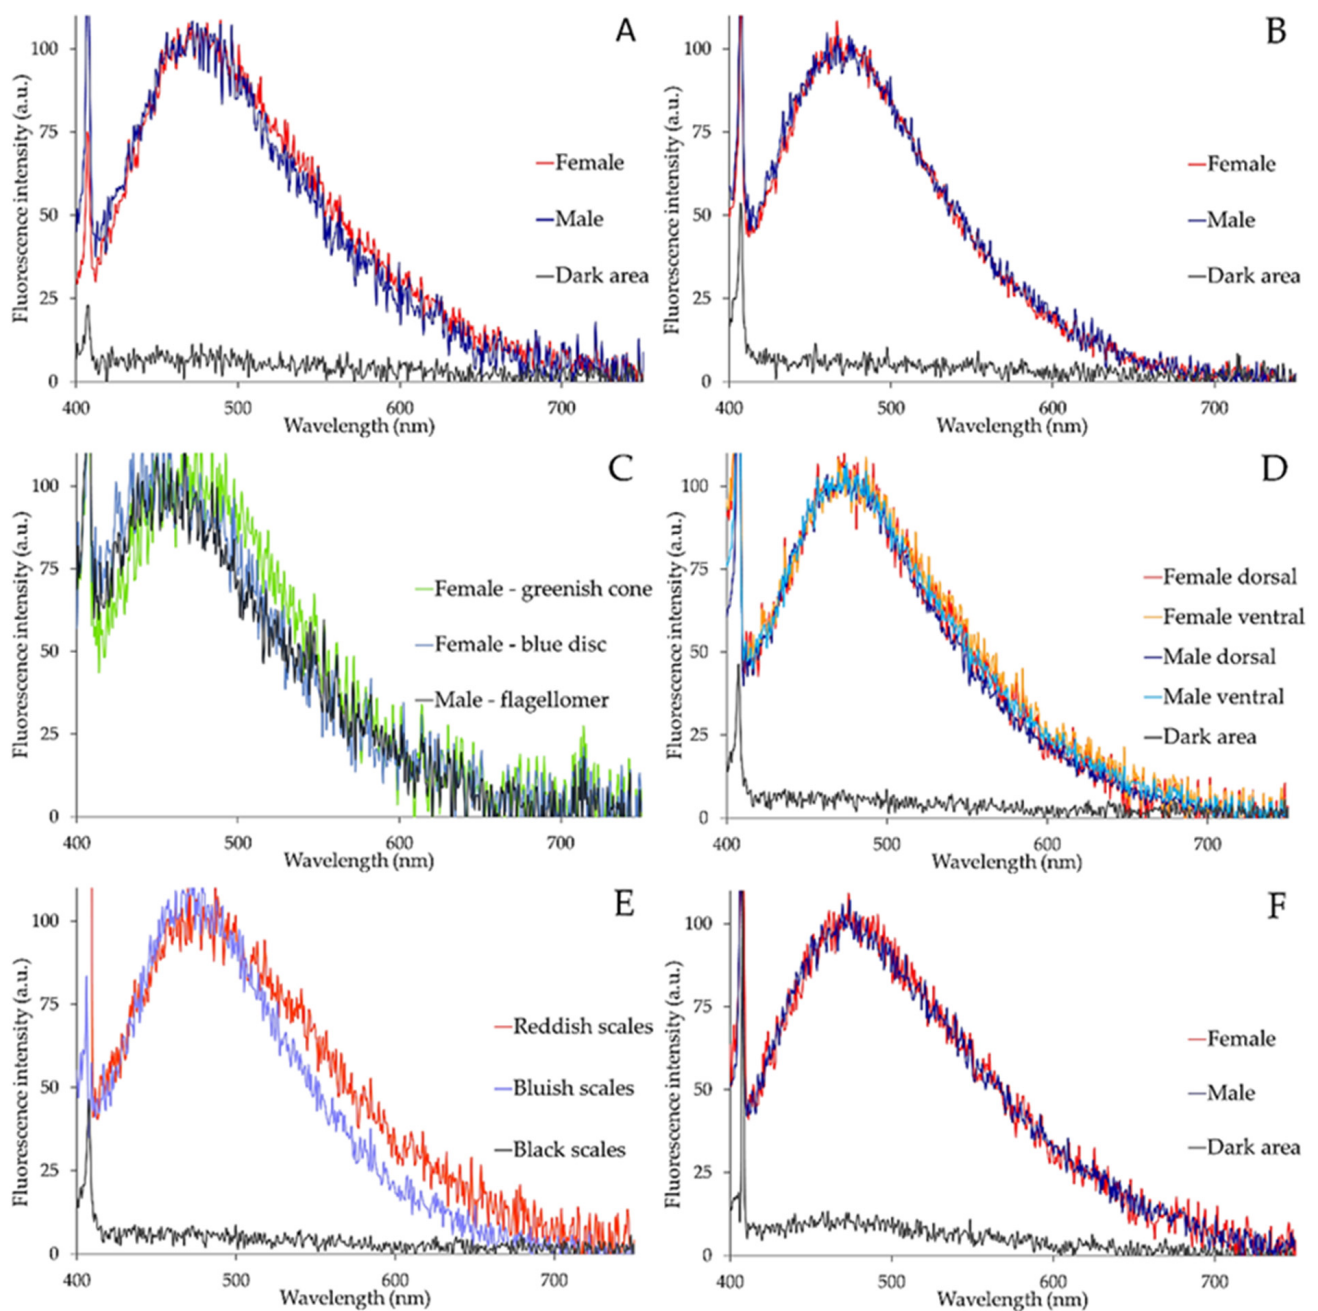 A
Fluorescence intensity (a.u.)
100
75
50
25
0
Female
Male
Dark area
400 500 600 700
Wavelength (nm)
B
Fluorescence intensity (a.u.)
100
75
50
25
0
Female
Male
Dark area
400 500 600 700
Wavelength (nm)
C
Fluorescence intensity (a.u.)
100
75
50
25
0
Female - greenish cone
Female - blue disc
Male - flagellomer
400 500 600 700
Wavelength (nm)
D
Fluorescence intensity (a.u.)
100
75
50
25
0
Female dorsal
Female ventral
Male dorsal
Male ventral
Dark area
400 500 600 700
Wavelength (nm)
E
Fluorescence intensity (a.u.)
100
75
50
25
0
Reddish scales
Bluish scales
Black scales
400 500 600 700
Wavelength (nm)
F
Fluorescence intensity (a.u.)
100
75
50
25
0
Female
Male
Dark area
400 500 600 700
Wavelength (nm)